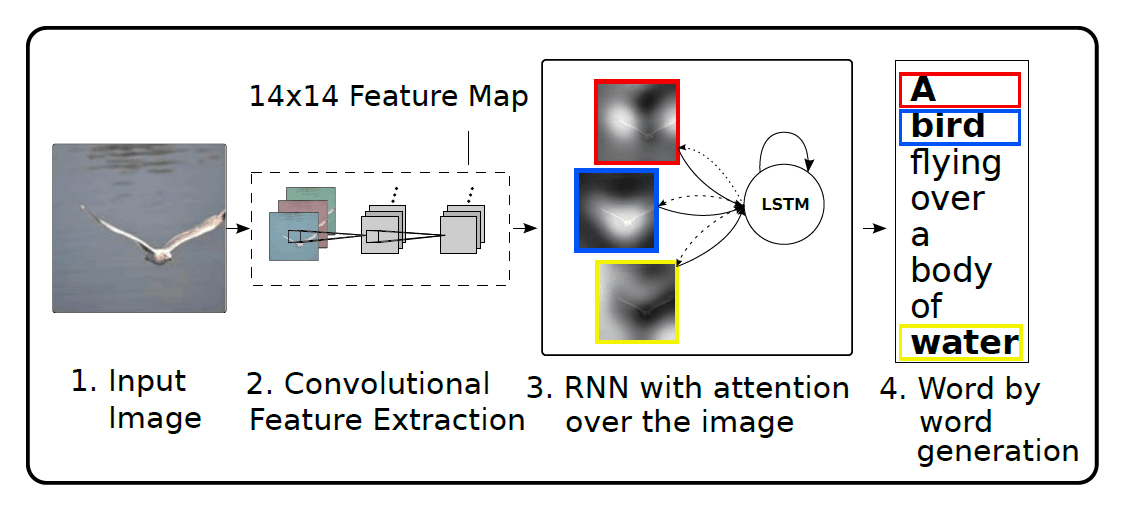 14x14 Feature Map
LSTM
A
bird
flying
over
a
body
of
water
1. Input
Image
2. Convolutional
Feature Extraction
3. RNN with attention
over the image
4. Word by
word
generation